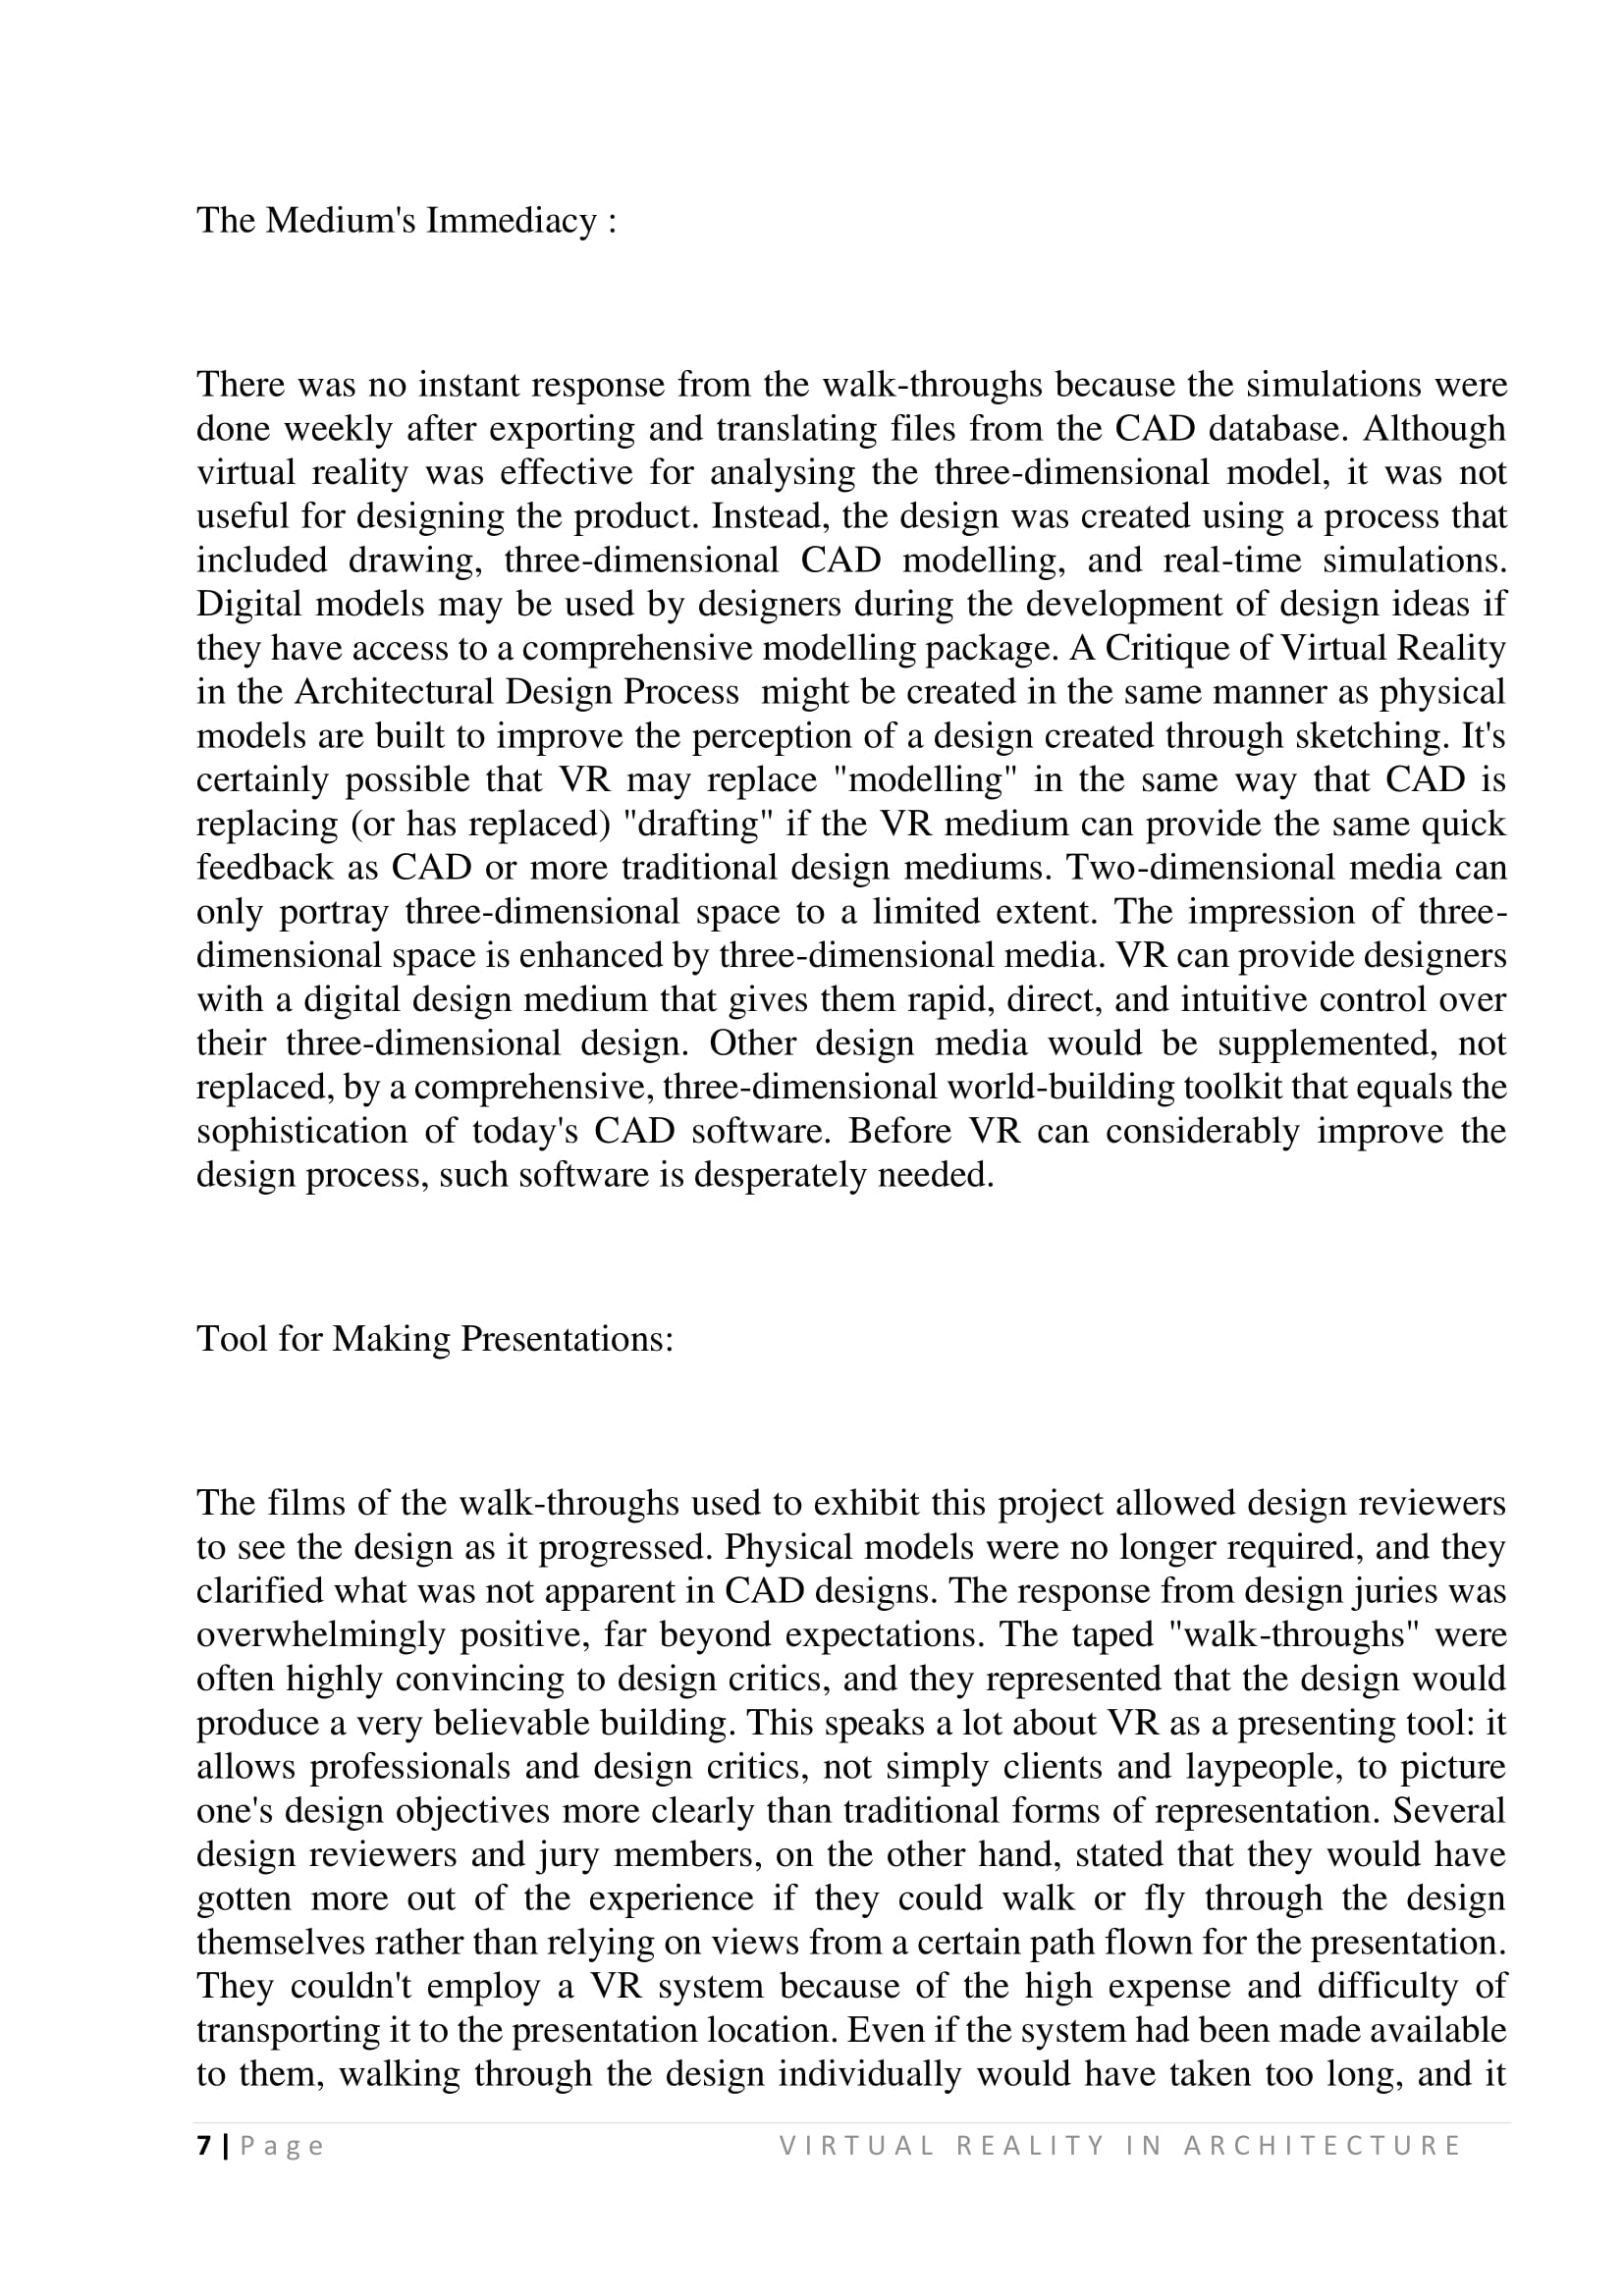 The Medium's Immediacy :
There was no instant response from the walk-throughs because the simulations were
done weekly after exporting and translating files from the CAD database. Although
virtual reality was effective for analysing the three-dimensional model, it was not
useful for designing the product. Instead, the design was created using a process that
included drawing, three-dimensional CAD modelling, and real-time simulations.
Digital models may be used by designers during the development of design ideas if
they have access to a comprehensive modelling package. A Critique of Virtual Reality
in the Architectural Design Process  might be created in the same manner as physical
models are built to improve the perception of a design created through sketching. It's
certainly possible that VR may replace "modelling" in the same way that CAD is
replacing (or has replaced) "drafting" if the VR medium can provide the same quick
feedback as CAD or more traditional design mediums. Two-dimensional media can
only portray three-dimensional space to a limited extent. The impression of three-
dimensional space is enhanced by three-dimensional media. VR can provide designers
with a digital design medium that gives them rapid, direct, and intuitive control over
their three-dimensional design. Other design media would be supplemented, not
replaced, by a comprehensive, three-dimensional world-building toolkit that equals the
sophistication of today's CAD software. Before VR can considerably improve the
design process, such software is desperately needed.
Tool for Making Presentations:
The films of the walk-throughs used to exhibit this project allowed design reviewers
to see the design as it progressed. Physical models were no longer required, and they
clarified what was not apparent in CAD designs. The response from design juries was
overwhelmingly positive, far beyond expectations. The taped "walk-throughs" were
often highly convincing to design critics, and they represented that the design would
produce a very believable building. This speaks a lot about VR as a presenting tool: it
allows professionals and design critics, not simply clients and laypeople, to picture
one's design objectives more clearly than traditional forms of representation. Several
design reviewers and jury members, on the other hand, stated that they would have
gotten more out of the experience if they could walk or fly through the design
themselves rather than relying on views from a certain path flown for the presentation.
They couldn't employ a VR system because of the high expense and difficulty of
transporting it to the presentation location. Even if the system had been made available
to them, walking through the design individually would have taken too long, and it
7 | Page VIRTUAL REALITY IN ARCHITECTURE